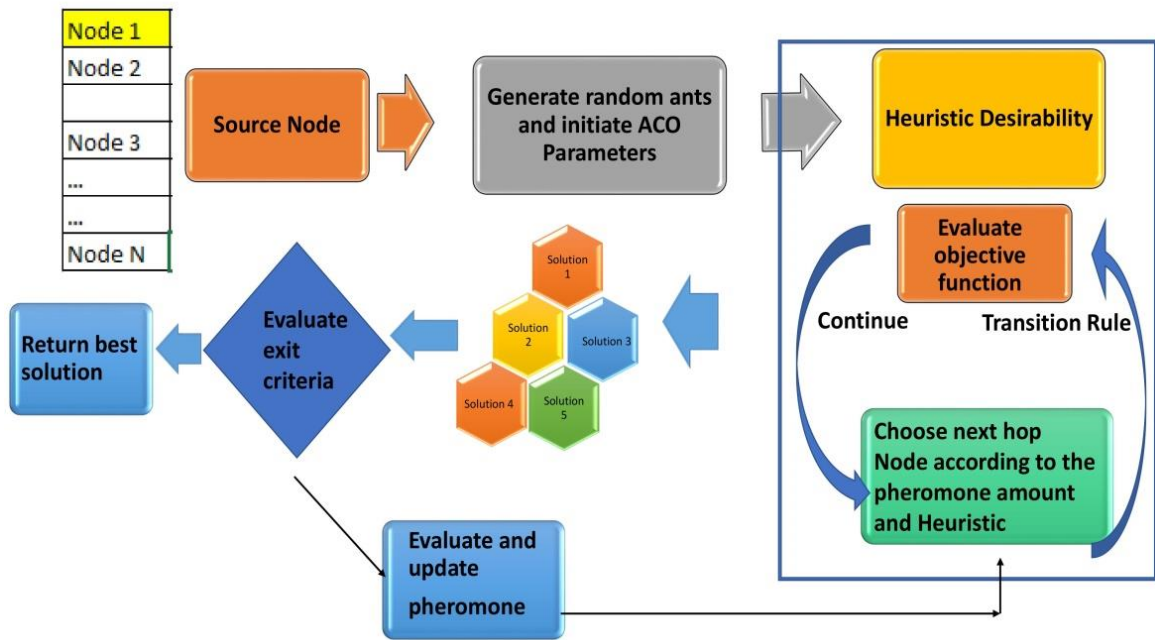 Node 1
Node 2
Node 3
...
...
Node N
Source Node
Generate random ants
and initiate ACO
Parameters
Heuristic Desirability
Evaluate
objective
function
Continue
Transition Rule
Choose next hop
Node according to the
pheromone amount
and Heuristic
Solution
1
Solution
2
Solution 3
Solution 4
Solution
5
Evaluate
exit
criteria
Return best
solution
Evaluate and
update
pheromone